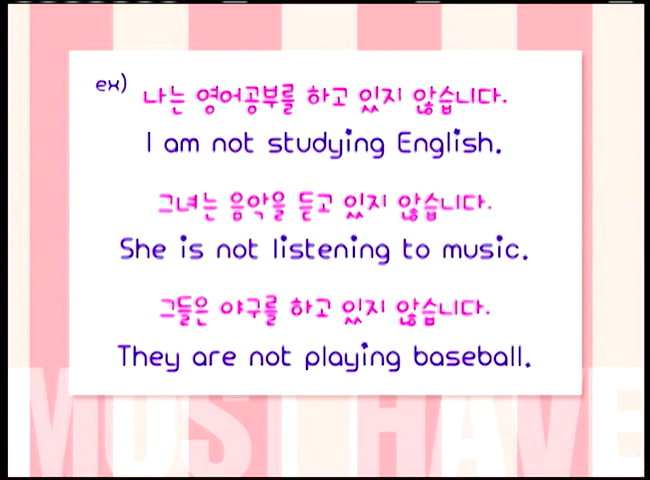 ex) 나는 영어공부를 하고 있지 않습니다.
I am not studying English.
그녀는 음악을 듣고 있지 않습니다.
She is not listening to music.
그들은 야구를 하고 있지 않습니다.
They are not playing baseball.
MUST HAVE